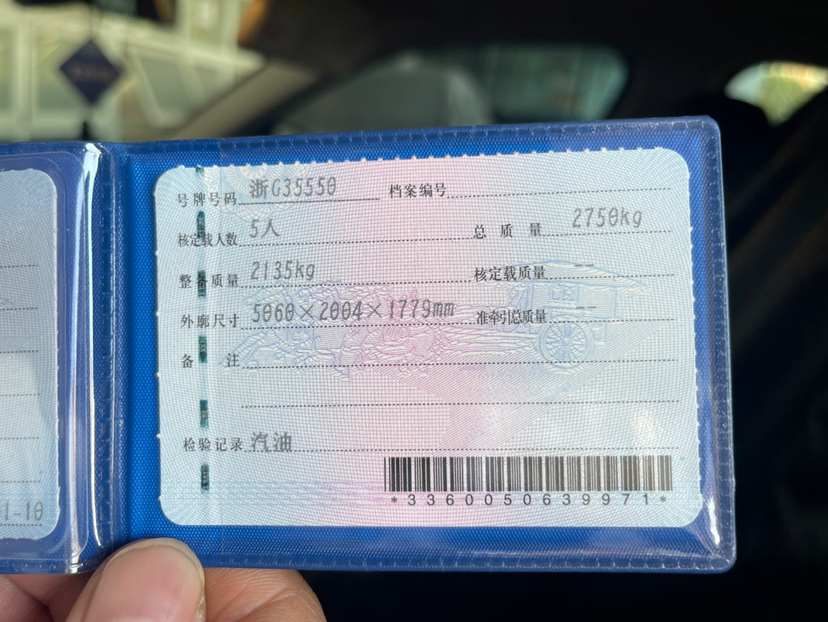 号牌号码 浙G35550 档案编号
核定载人数 5人 总质量 2750kg
整备质量 2135kg 核定载质量 --
外廓尺寸 5060×2004×1779mm 准牵引总质量 --
备注
检验记录 汽油
*3360050639971*
1-10